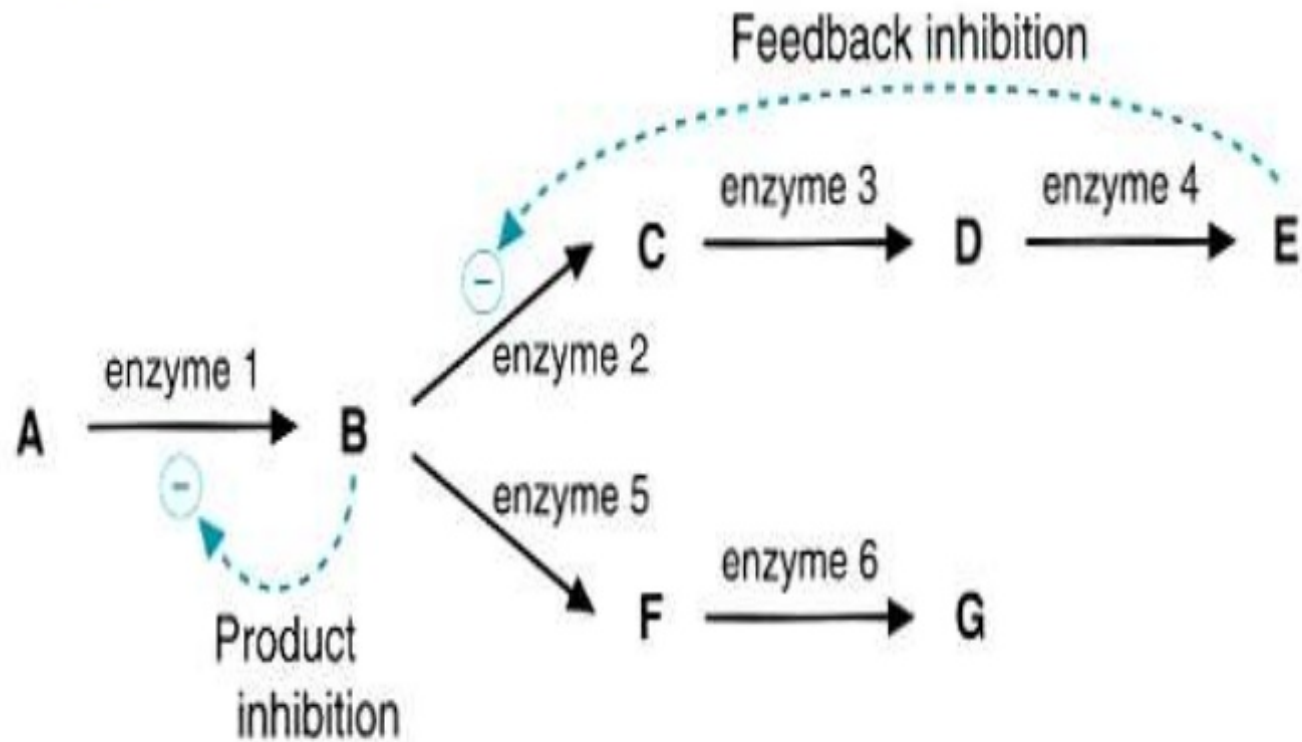 Feedback inhibition
enzyme 3
enzyme 4
C
D
E
−
enzyme 2
enzyme 1
A
B
−
enzyme 5
enzyme 6
F
G
Product
inhibition